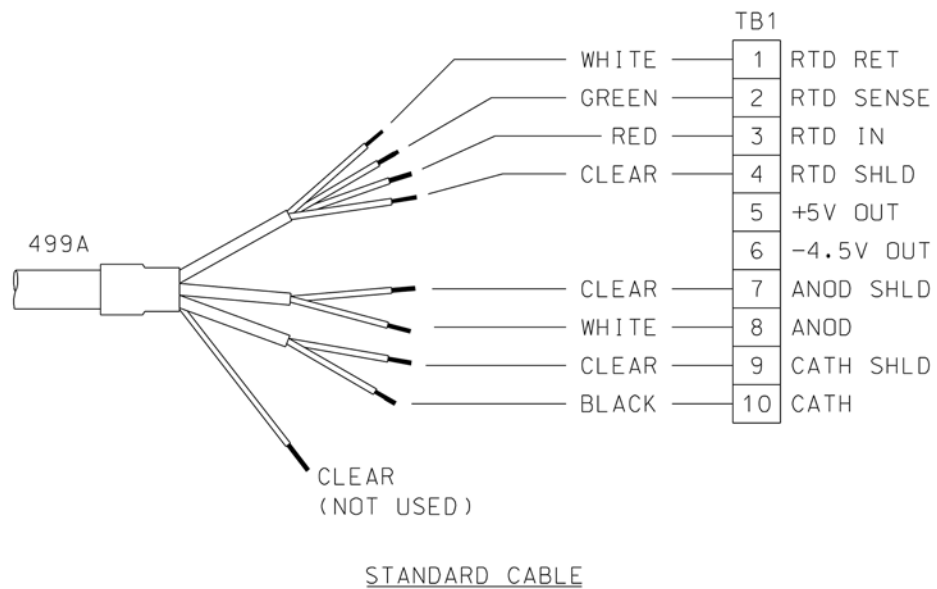 TB1
WHITE 1 RTD RET
GREEN 2 RTD SENSE
RED 3 RTD IN
CLEAR 4 RTD SHLD
5 +5V OUT
499A
6 -4.5V OUT
CLEAR 7 ANOD SHLD
WHITE 8 ANOD
CLEAR 9 CATH SHLD
BLACK 10 CATH
CLEAR
(NOT USED)
STANDARD CABLE